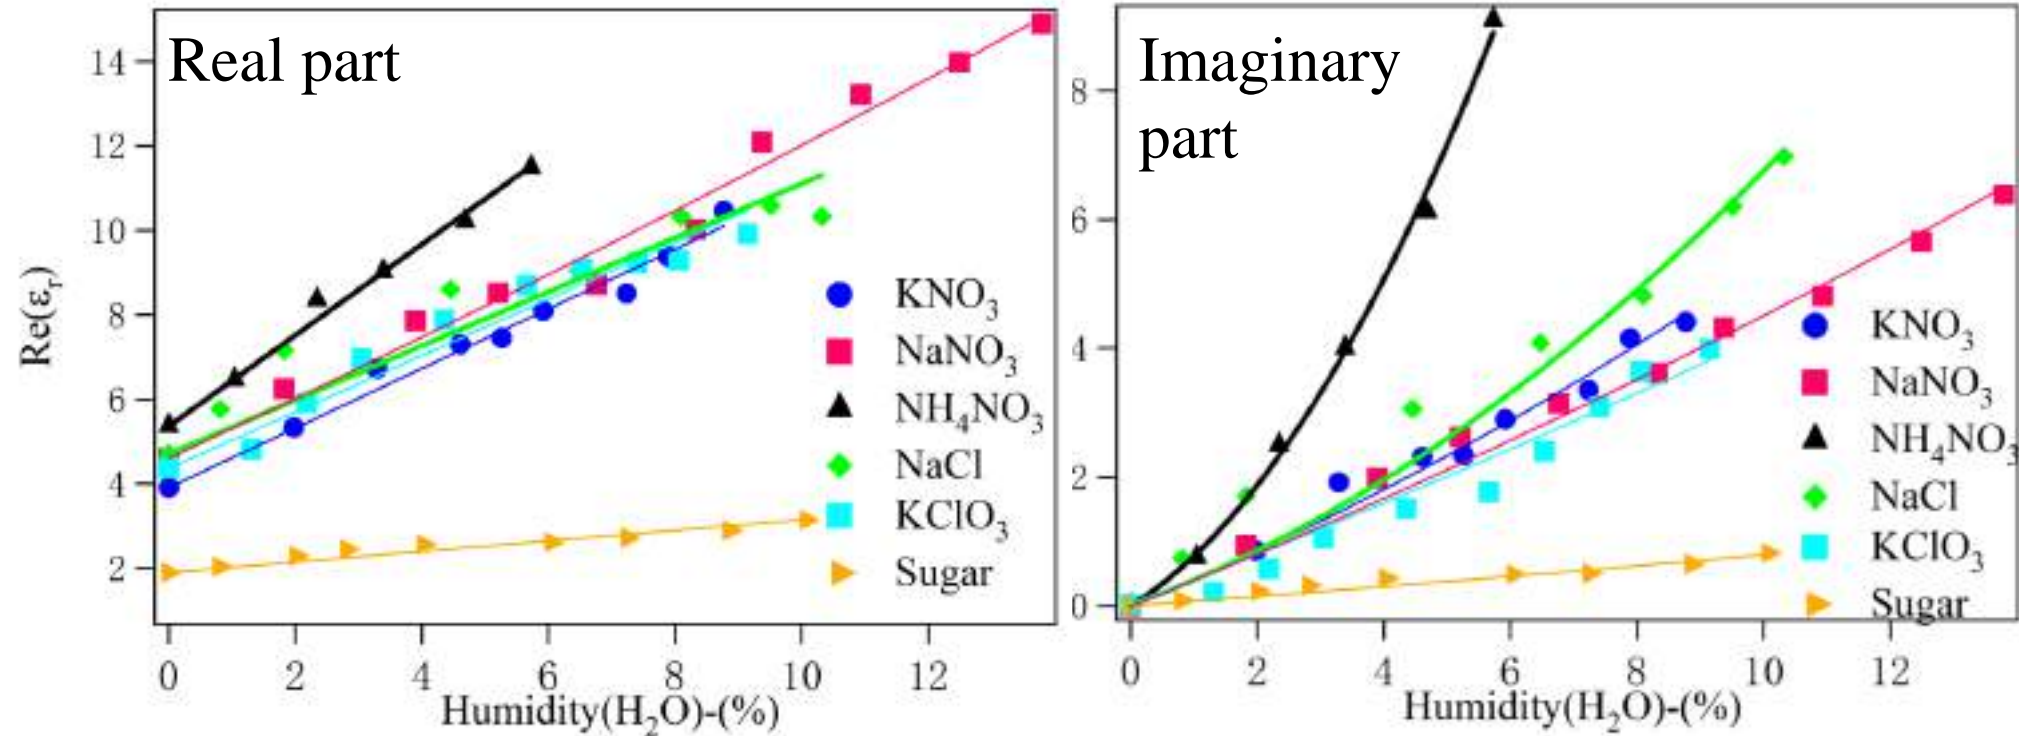 Real part
14
12
10
8
6
4
2
Re(εr)
KNO3
NaNO3
NH4NO3
NaCl
KClO3
Sugar
0 2 4 6 8 10 12
Humidity(H2O)-(%)
Imaginary
part
8
6
4
2
0
KNO3
NaNO3
NH4NO3
NaCl
KClO3
Sugar
0 2 4 6 8 10 12
Humidity(H2O)-(%)